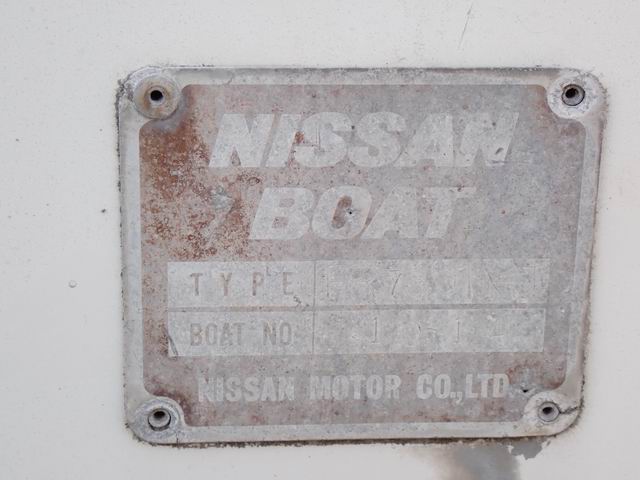 NISSAN
BOAT
TYPE
BOAT NO
NISSAN MOTOR CO.,LTD.